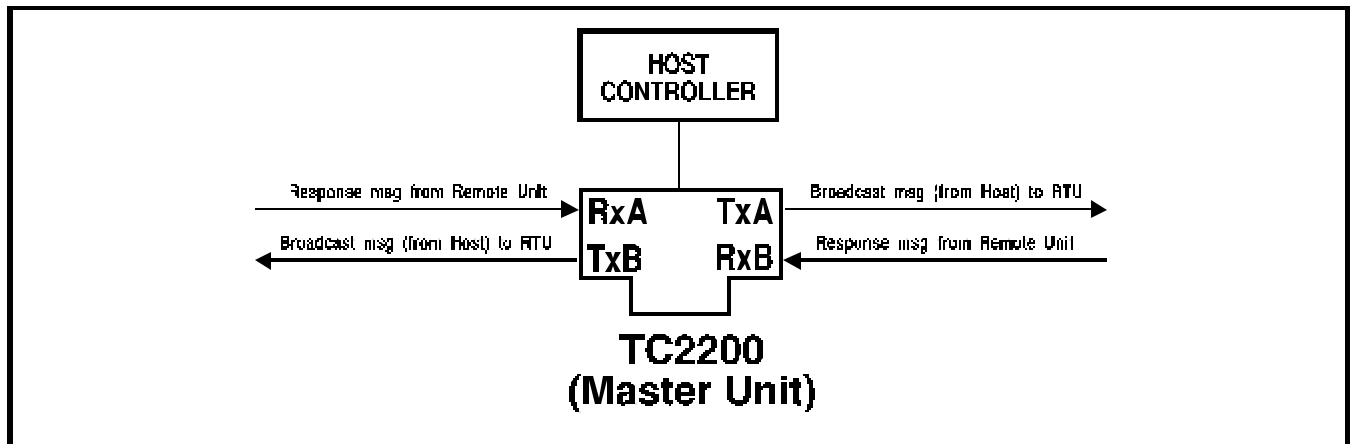 HOST
CONTROLLER
Response msg from Remote Unit
Broadcast msg (from Host) to RTU
RxA
TxA
Broadcast msg (from Host) to RTU
TxB
RxB
Response msg from Remote Unit
TC2200
(Master Unit)